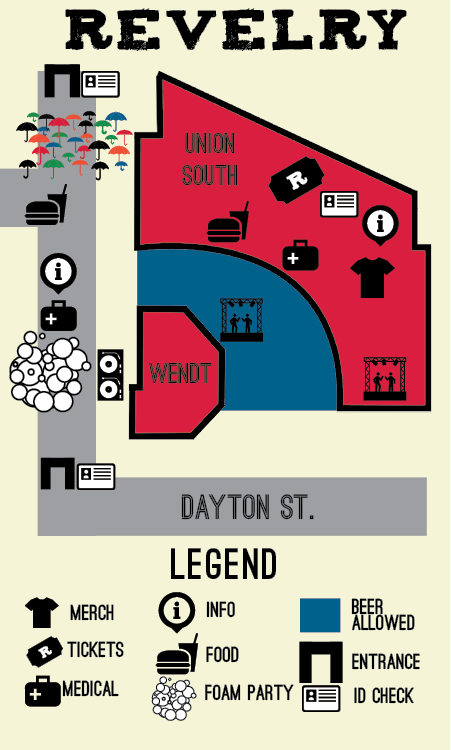 REVELRY
UNION
SOUTH
R
i
i
WENDT
DAYTON ST.
LEGEND
MERCH
i
INFO
BEER
ALLOWED
R
TICKETS
FOOD
ENTRANCE
MEDICAL
FOAM PARTY
ID CHECK